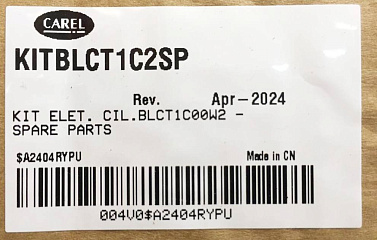 CAREL
KITBLCT1C2SP
Rev. Apr-2024
KIT ELET. CIL.BLCT1C00W2 -
SPARE PARTS
$A2404RYPU Made in CN
004V0$A2404RYPU